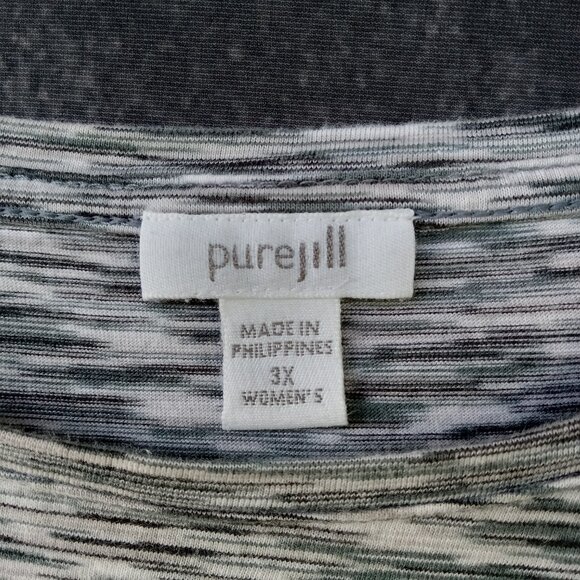 purejill
MADE IN
PHILIPPINES
3X
WOMEN'S